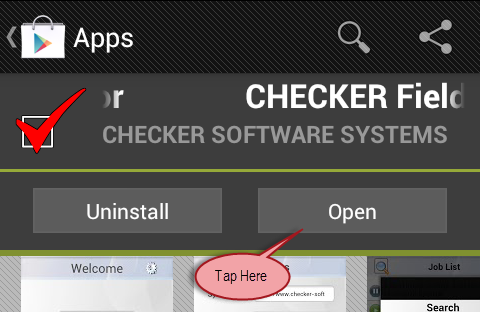 Apps
or CHECKER Field
CHECKER SOFTWARE SYSTEMS
Uninstall
Open
Tap Here
Welcome
www.checker-soft
Job List
Search